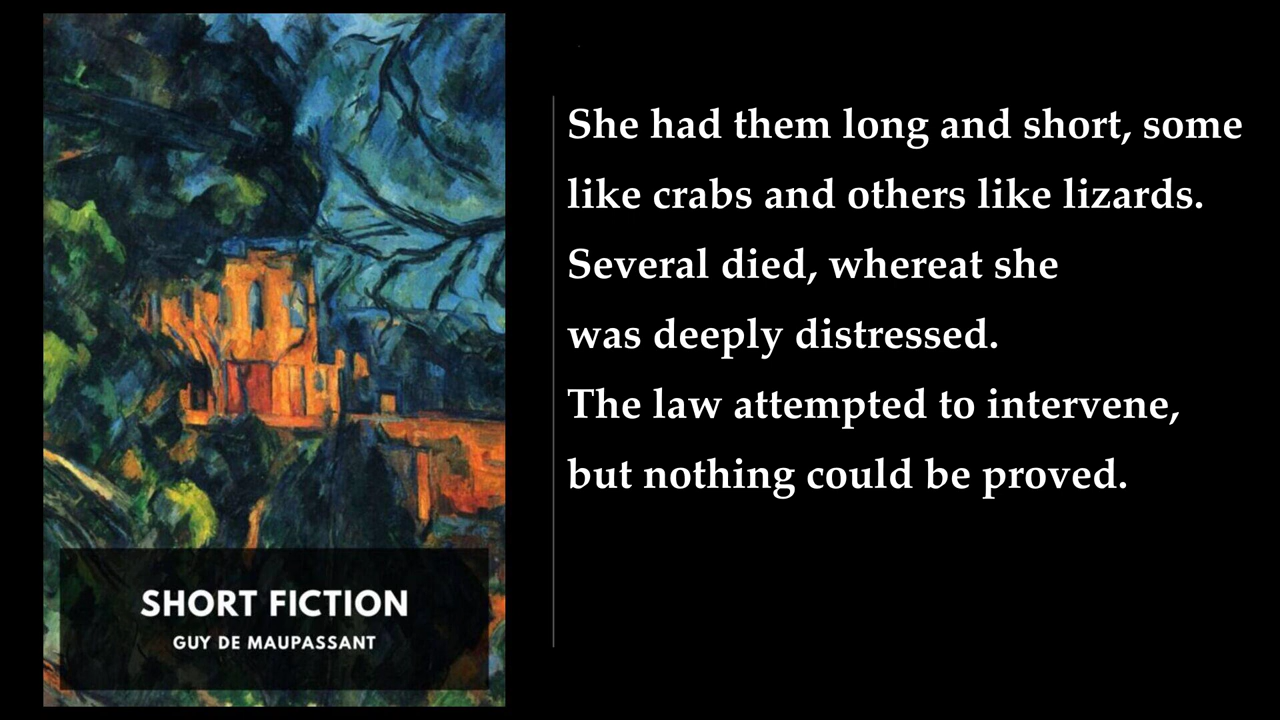 She had them long and short, some
like crabs and others like lizards.
Several died, whereat she
was deeply distressed.
The law attempted to intervene,
but nothing could be proved.
SHORT FICTION
GUY DE MAUPASSANT